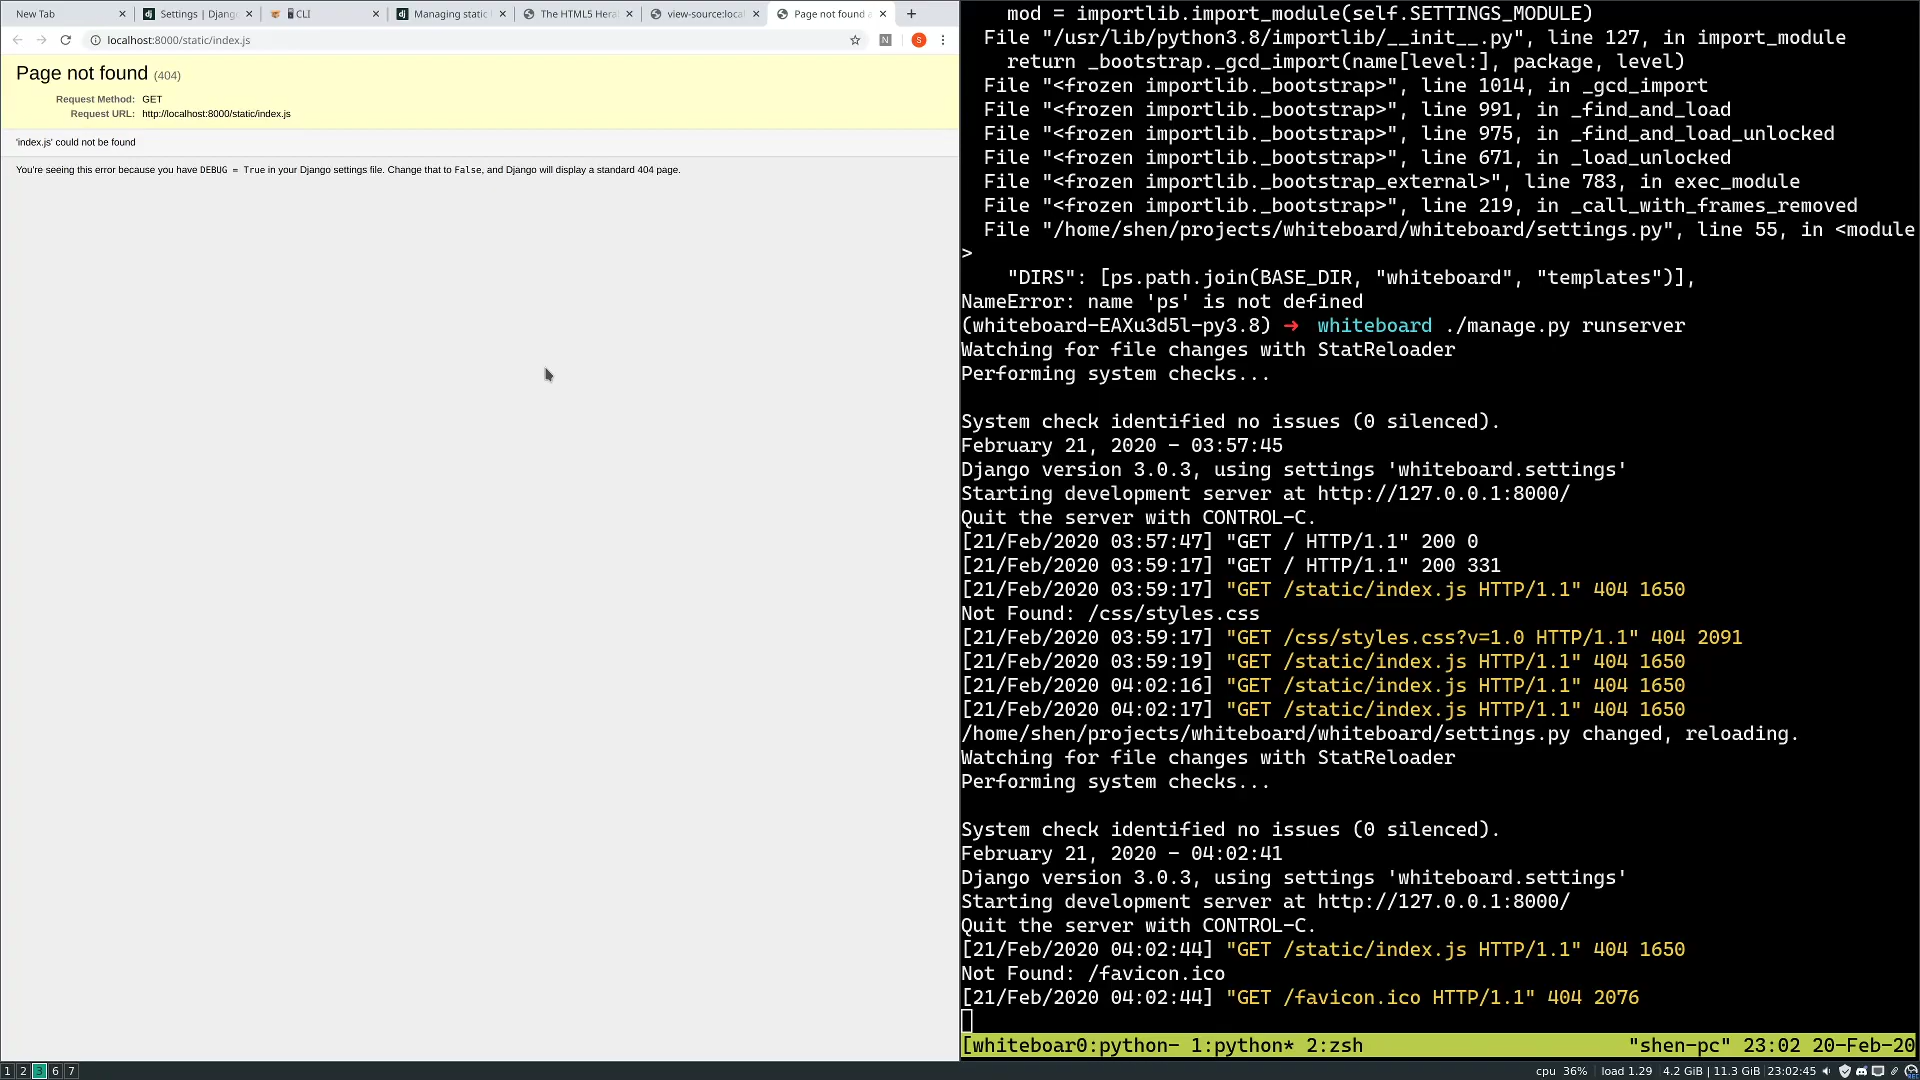 New Tab
Settings | Djang
CLI
Managing static
The HTML5 Hera
view-source:loca
Page not found
localhost:8000/static/index.js
N
S
Page not found (404)
Request Method: GET
Request URL: http://localhost:8000/static/index.js
'index.js' could not be found
You're seeing this error because you have DEBUG = True in your Django settings file. Change that to False, and Django will display a standard 404 page.
mod = importlib.import_module(self.SETTINGS_MODULE)
File "/usr/lib/python3.8/importlib/__init__.py", line 127, in import_module
return _bootstrap._gcd_import(name[level:], package, level)
File "<frozen importlib._bootstrap>", line 1014, in _gcd_import
File "<frozen importlib._bootstrap>", line 991, in _find_and_load
File "<frozen importlib._bootstrap>", line 975, in _find_and_load_unlocked
File "<frozen importlib._bootstrap>", line 671, in _load_unlocked
File "<frozen importlib._bootstrap_external>", line 783, in exec_module
File "<frozen importlib._bootstrap>", line 219, in _call_with_frames_removed
File "/home/shen/projects/whiteboard/whiteboard/settings.py", line 55, in <module
>
"DIRS": [ps.path.join(BASE_DIR, "whiteboard", "templates")],
NameError: name 'ps' is not defined
(whiteboard-EAXu3d5l-py3.8) ➜ whiteboard ./manage.py runserver
Watching for file changes with StatReloader
Performing system checks...
System check identified no issues (0 silenced).
February 21, 2020 - 03:57:45
Django version 3.0.3, using settings 'whiteboard.settings'
Starting development server at http://127.0.0.1:8000/
Quit the server with CONTROL-C.
[21/Feb/2020 03:57:47] "GET / HTTP/1.1" 200 0
[21/Feb/2020 03:59:17] "GET / HTTP/1.1" 200 331
[21/Feb/2020 03:59:17] "GET /static/index.js HTTP/1.1" 404 1650
Not Found: /css/styles.css
[21/Feb/2020 03:59:17] "GET /css/styles.css?v=1.0 HTTP/1.1" 404 2091
[21/Feb/2020 03:59:19] "GET /static/index.js HTTP/1.1" 404 1650
[21/Feb/2020 04:02:16] "GET /static/index.js HTTP/1.1" 404 1650
[21/Feb/2020 04:02:17] "GET /static/index.js HTTP/1.1" 404 1650
/home/shen/projects/whiteboard/whiteboard/settings.py changed, reloading.
Watching for file changes with StatReloader
Performing system checks...
System check identified no issues (0 silenced).
February 21, 2020 - 04:02:41
Django version 3.0.3, using settings 'whiteboard.settings'
Starting development server at http://127.0.0.1:8000/
Quit the server with CONTROL-C.
[21/Feb/2020 04:02:44] "GET /static/index.js HTTP/1.1" 404 1650
Not Found: /favicon.ico
[21/Feb/2020 04:02:44] "GET /favicon.ico HTTP/1.1" 404 2076
[whiteboar0:python- 1:python* 2:zsh "shen-pc" 23:02 20-Feb-20
1 2 3 6 7
cpu 36% load 1.29 4.2 GiB | 11.3 GiB 23:02:45